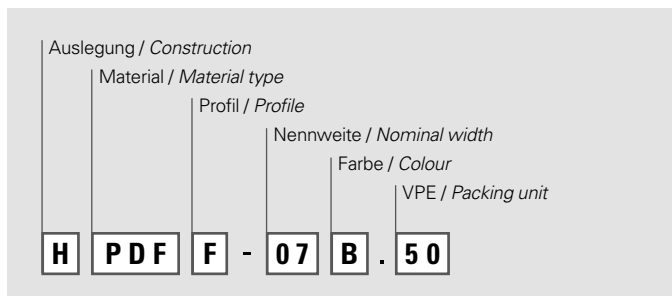 Auslegung / Construction
Material / Material type
Profil / Profile
Nennweite / Nominal width
Farbe / Colour
VPE / Packing unit
H PDF F - 07 B . 50